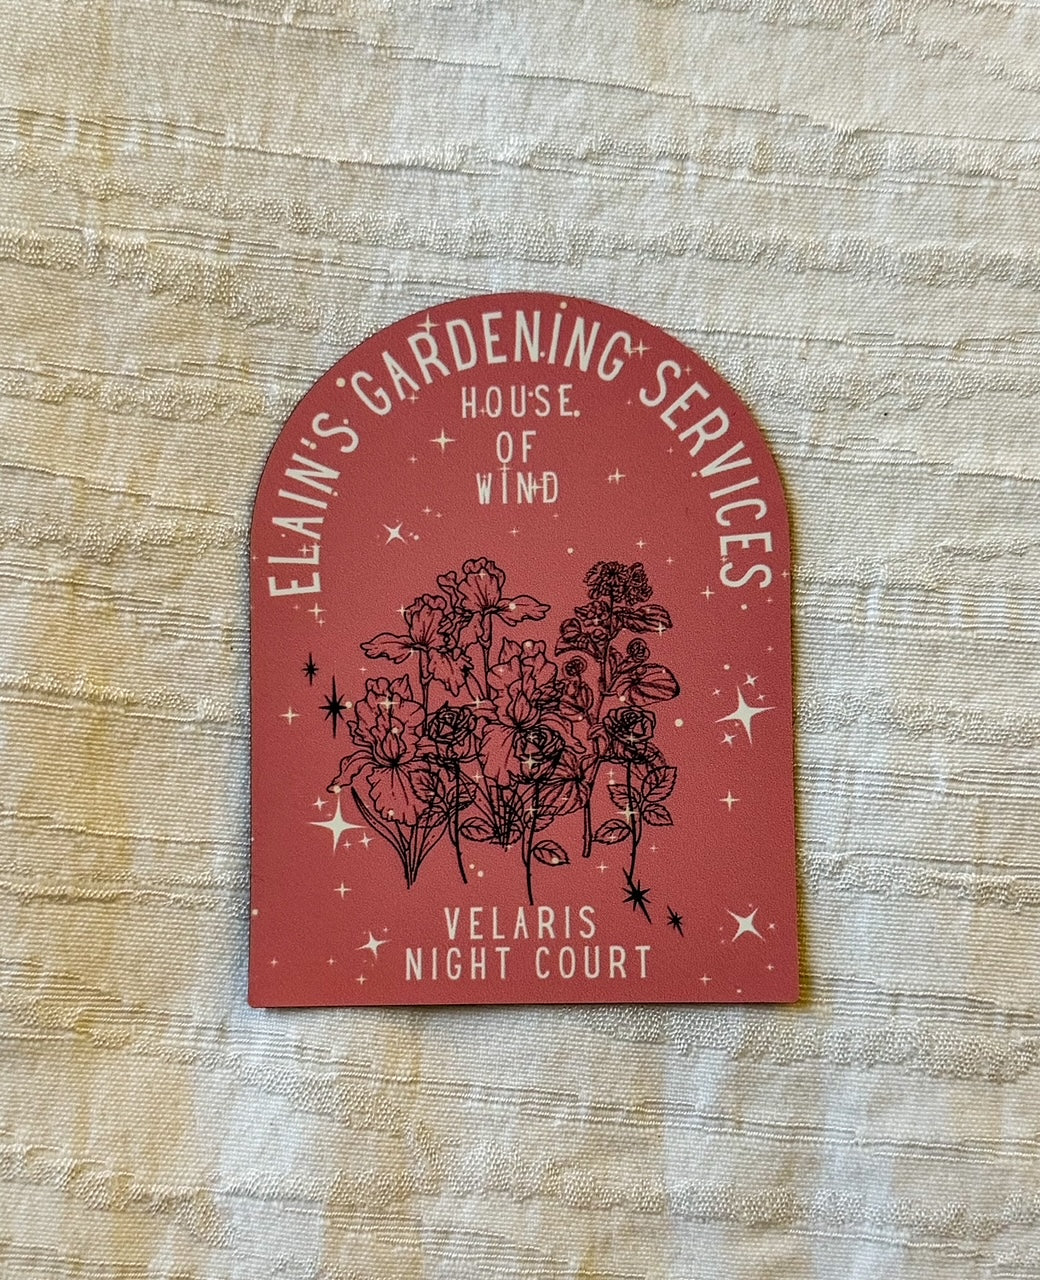 ELAIN'S GARDENING SERVICES
HOUSE
OF
WIND
VELARIS
NIGHT COURT